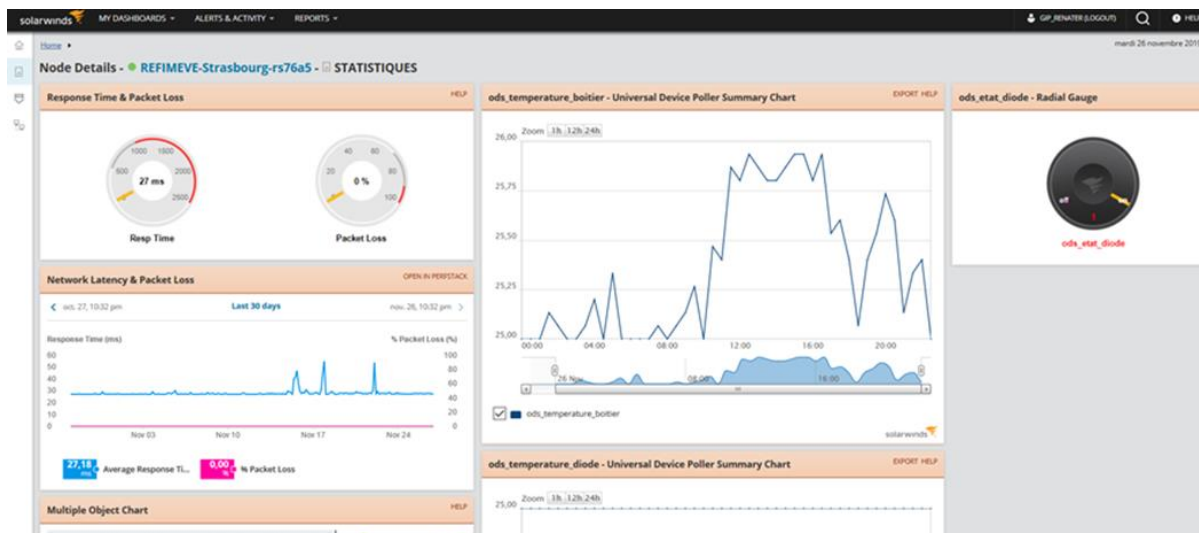 solarwinds MY DASHBOARDS ALERTS & ACTIVITY REPORTS GIP_RENATER (LOGOUT) HELP
Home
mardi 26 novembre 2019
Node Details - REFIMEVE-Strasbourg-rs76a5 - STATISTIQUES
Response Time & Packet Loss HELP
500 1000 1500 2000 2500
27 ms
Resp Time
20 40 60 80 100
0 %
Packet Loss
Network Latency & Packet Loss OPEN IN PERFSTACK
oct. 27, 10:32 pm Last 30 days nov. 26, 10:32 pm
Response Time (ms) % Packet Loss (%)
60 100
50 80
40 60
30
20 40
10 20
0 0
Nov 03 Nov 10 Nov 17 Nov 24
27,18 ms Average Response Ti... 0,00 % % Packet Loss
Multiple Object Chart HELP
ods_temperature_boitier - Universal Device Poller Summary Chart EXPORT HELP
Zoom 1h 12h 24h
26,00
25,75
25,50
25,25
25,00
00:00 04:00 08:00 12:00 16:00 20:00
26 Nov 08:00 16:00
ods_temperature_boitier
solarwinds
ods_temperature_diode - Universal Device Poller Summary Chart EXPORT HELP
Zoom 1h 12h 24h
25,00
ods_etat_diode - Radial Gauge
off on
1
ods_etat_diode